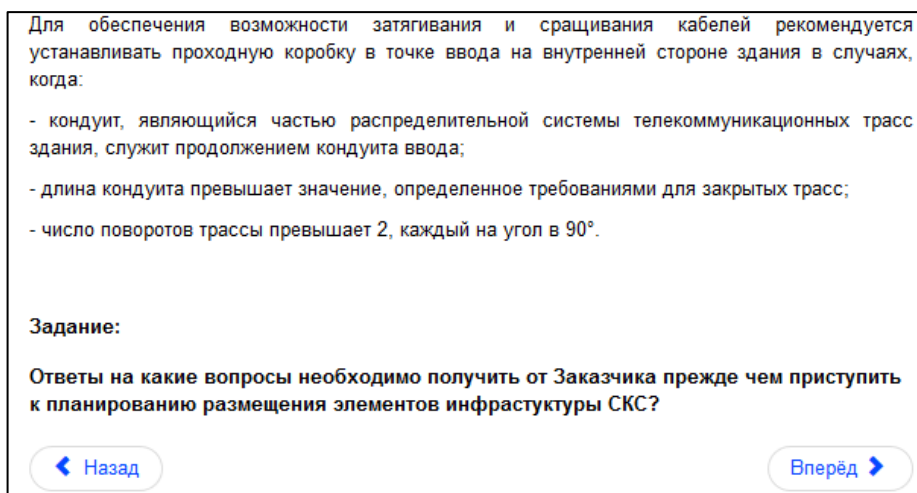 Для обеспечения возможности затягивания и сращивания кабелей рекомендуется
устанавливать проходную коробку в точке ввода на внутренней стороне здания в случаях,
когда:
- кондуит, являющийся частью распределительной системы телекоммуникационных трасс
здания, служит продолжением кондуита ввода;
- длина кондуита превышает значение, определенное требованиями для закрытых трасс;
- число поворотов трассы превышает 2, каждый на угол в 90°.
Задание:
Ответы на какие вопросы необходимо получить от Заказчика прежде чем приступить
к планированию размещения элементов инфрастуктуры СКС?
Назад
Вперёд